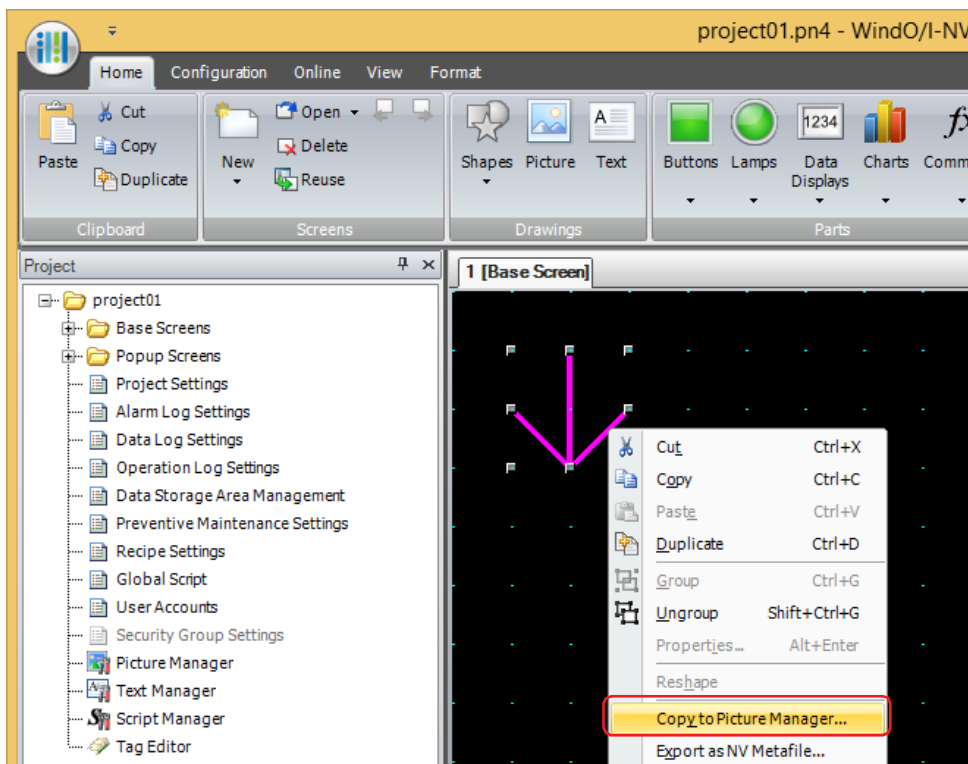 project01.pn4 - WindO/I-NV
Home Configuration Online View Format
Cut
Copy
Duplicate
Paste
Clipboard
New
Open
Delete
Reuse
Screens
Shapes Picture Text
Drawings
1234
Buttons Lamps Data Displays Charts
Parts
Project
project01
Base Screens
Popup Screens
Project Settings
Alarm Log Settings
Data Log Settings
Operation Log Settings
Data Storage Area Management
Preventive Maintenance Settings
Recipe Settings
Global Script
User Accounts
Security Group Settings
Picture Manager
Text Manager
Script Manager
Tag Editor
1 [Base Screen]
Cut Ctrl+X
Copy Ctrl+C
Paste Ctrl+V
Duplicate Ctrl+D
Group Ctrl+G
Ungroup Shift+Ctrl+G
Properties... Alt+Enter
Reshape
Copy to Picture Manager...
Export as NV Metafile...